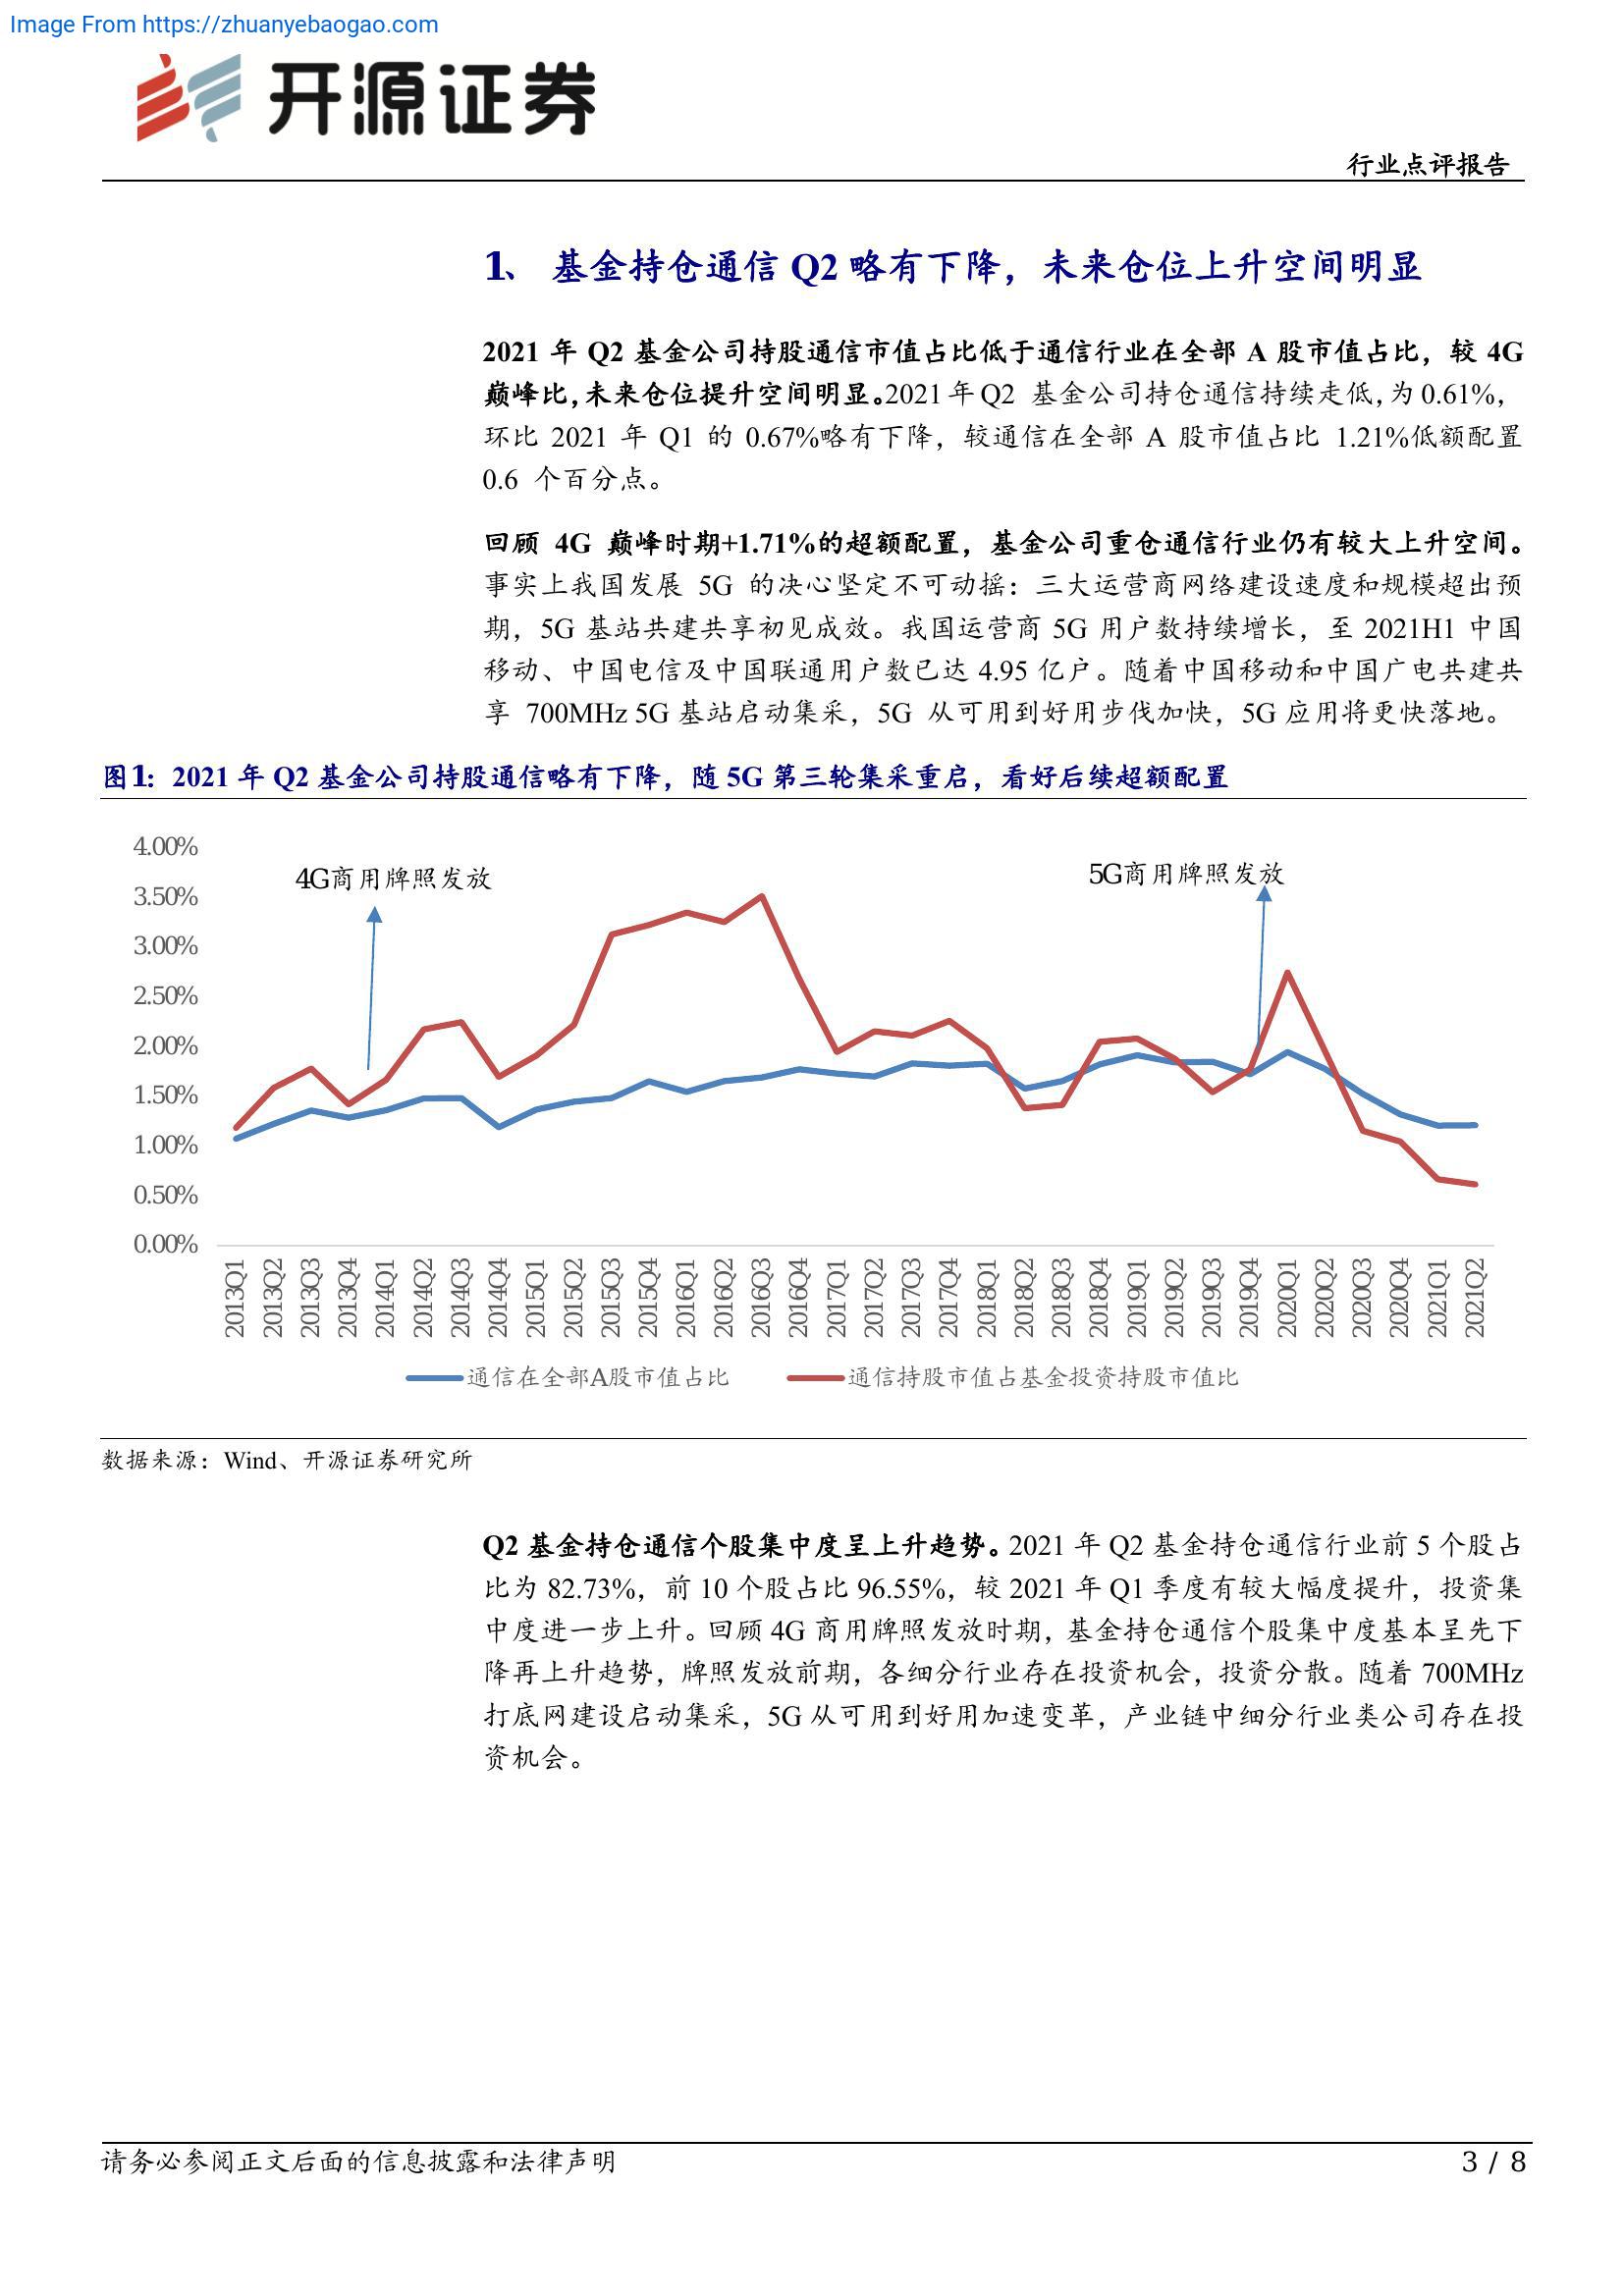 Image From https://zhuanyebaogao.com
开源证券
行业点评报告
1、 基金持仓通信 Q2 略有下降，未来仓位上升空间明显
2021 年 Q2 基金公司持股通信市值占比低于通信行业在全部 A 股市值占比，较 4G
巅峰比，未来仓位提升空间明显。2021 年 Q2 基金公司持仓通信持续走低，为 0.61%，
环比 2021 年 Q1 的 0.67%略有下降，较通信在全部 A 股市值占比 1.21%低额配置
0.6 个百分点。
回顾 4G 巅峰时期+1.71%的超额配置，基金公司重仓通信行业仍有较大上升空间。
事实上我国发展 5G 的决心坚定不可动摇：三大运营商网络建设速度和规模超出预
期，5G 基站共建共享初见成效。我国运营商 5G 用户数持续增长，至 2021H1 中国
移动、中国电信及中国联通用户数已达 4.95 亿户。随着中国移动和中国广电共建共
享 700MHz 5G 基站启动集采，5G 从可用到好用步伐加快，5G 应用将更快落地。
图1：2021 年 Q2 基金公司持股通信略有下降，随 5G 第三轮集采重启，看好后续超额配置
4.00%
3.50%
3.00%
2.50%
2.00%
1.50%
1.00%
0.50%
0.00%
4G商用牌照发放
5G商用牌照发放
2013Q1
2013Q2
2013Q3
2013Q4
2014Q1
2014Q2
2014Q3
2014Q4
2015Q1
2015Q2
2015Q3
2015Q4
2016Q1
2016Q2
2016Q3
2016Q4
2017Q1
2017Q2
2017Q3
2017Q4
2018Q1
2018Q2
2018Q3
2018Q4
2019Q1
2019Q2
2019Q3
2019Q4
2020Q1
2020Q2
2020Q3
2020Q4
2021Q1
2021Q2
通信在全部A股市值占比
通信持股市值占基金投资持股市值比
数据来源：Wind、开源证券研究所
Q2 基金持仓通信个股集中度呈上升趋势。2021 年 Q2 基金持仓通信行业前 5 个股占
比为 82.73%，前 10 个股占比 96.55%，较 2021 年 Q1 季度有较大幅度提升，投资集
中度进一步上升。回顾 4G 商用牌照发放时期，基金持仓通信个股集中度基本呈先下
降再上升趋势，牌照发放前期，各细分行业存在投资机会，投资分散。随着 700MHz
打底网建设启动集采，5G 从可用到好用加速变革，产业链中细分行业类公司存在投
资机会。
请务必参阅正文后面的信息披露和法律声明
3 / 8